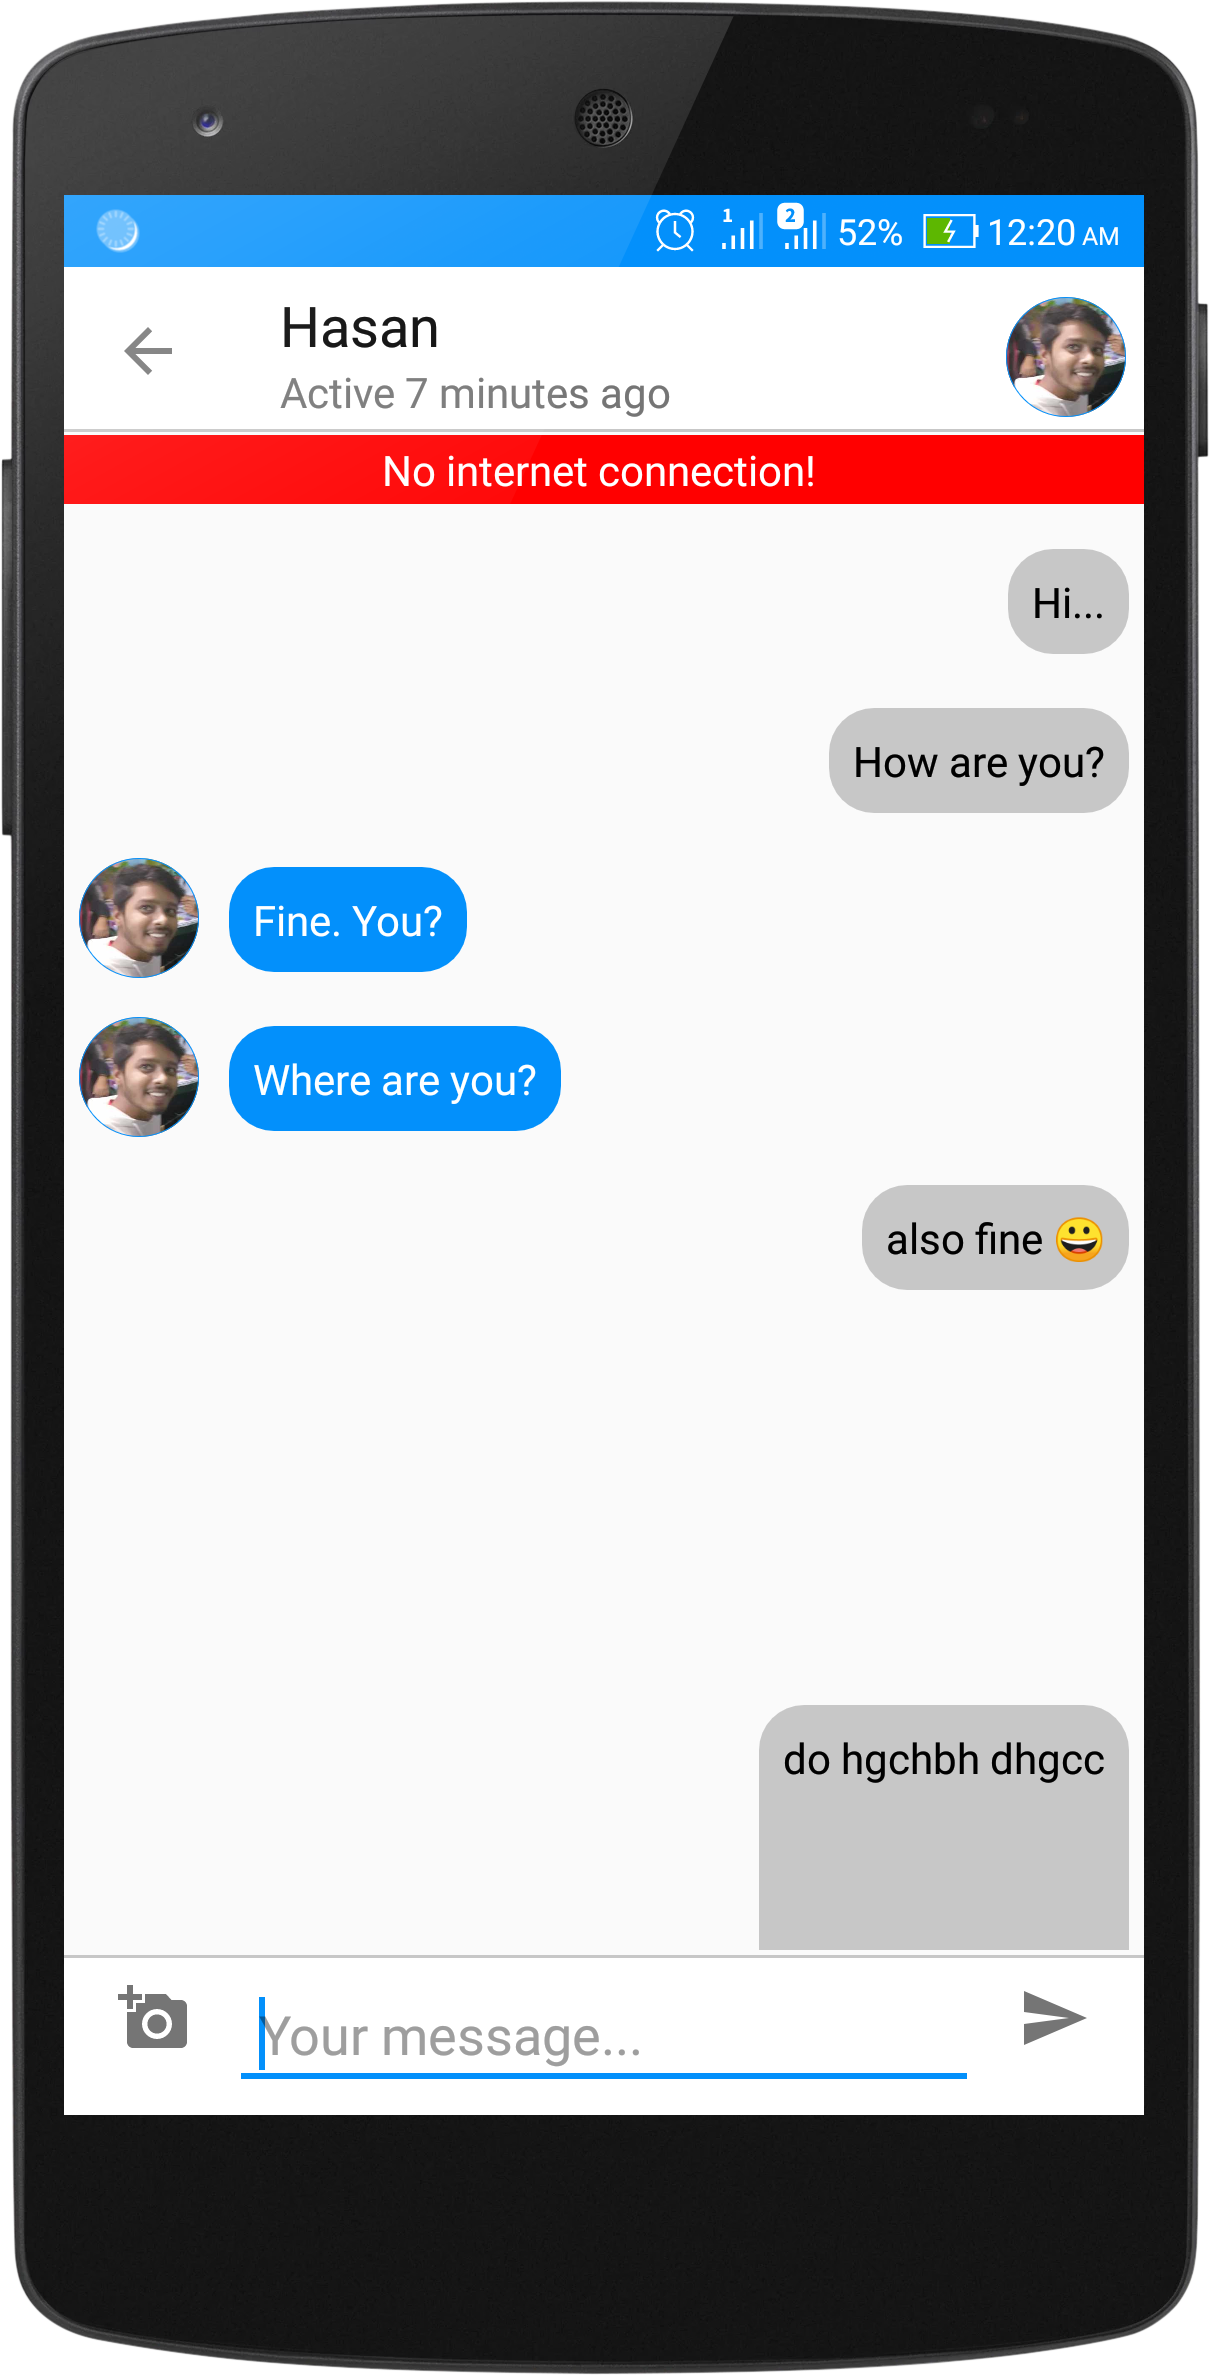 1 2 52% 12:20 AM
Hasan
Active 7 minutes ago
No internet connection!
Hi...
How are you?
Fine. You?
Where are you?
also fine 😀
do hgchbh dhgcc
Your message...